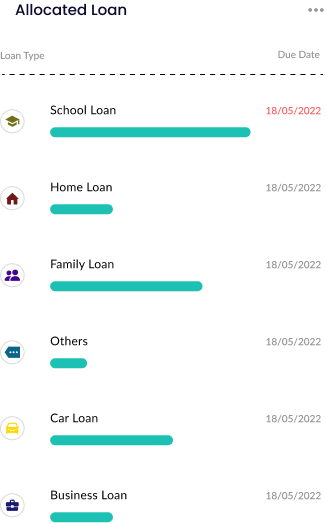 Allocated Loan
Loan Type Due Date
School Loan 18/05/2022
Home Loan 18/05/2022
Family Loan 18/05/2022
Others 18/05/2022
Car Loan 18/05/2022
Business Loan 18/05/2022